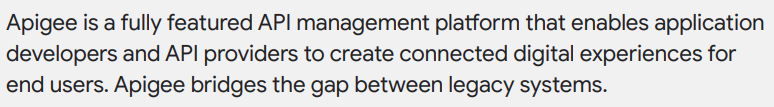 Apigee is a fully featured API management platform that enables application
developers and API providers to create connected digital experiences for
end users. Apigee bridges the gap between legacy systems.